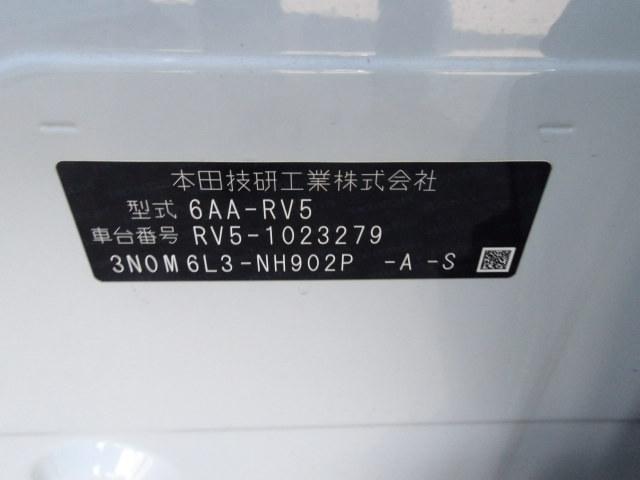 本田技研工業株式会社
型式 6AA-RV5
車台番号 RV5-1023279
3N0M6L3-NH902P -A-S